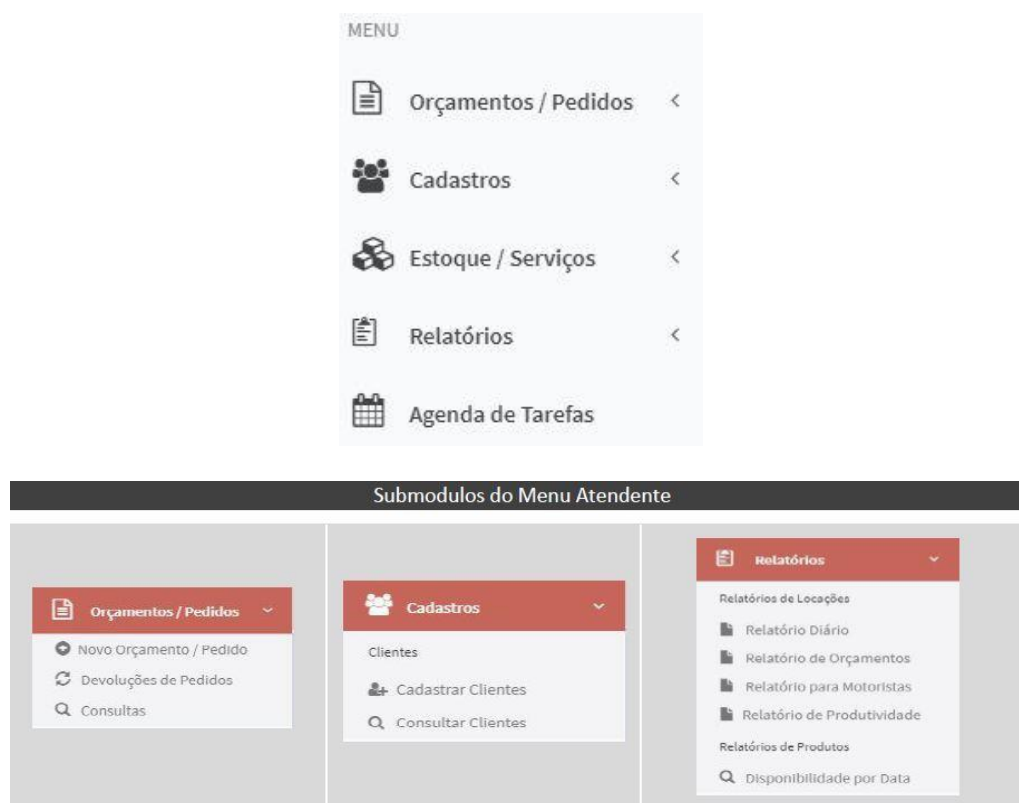 MENU
Orçamentos / Pedidos
Cadastros
Estoque / Serviços
Relatórios
Agenda de Tarefas
Submodulos do Menu Atendente
Orçamentos / Pedidos
Novo Orçamento / Pedido
Devoluções de Pedidos
Consultas
Cadastros
Clientes
Cadastrar Clientes
Consultar Clientes
Relatórios
Relatórios de Locações
Relatório Diário
Relatório de Orçamentos
Relatório para Motoristas
Relatório de Produtividade
Relatórios de Produtos
Disponibilidade por Data